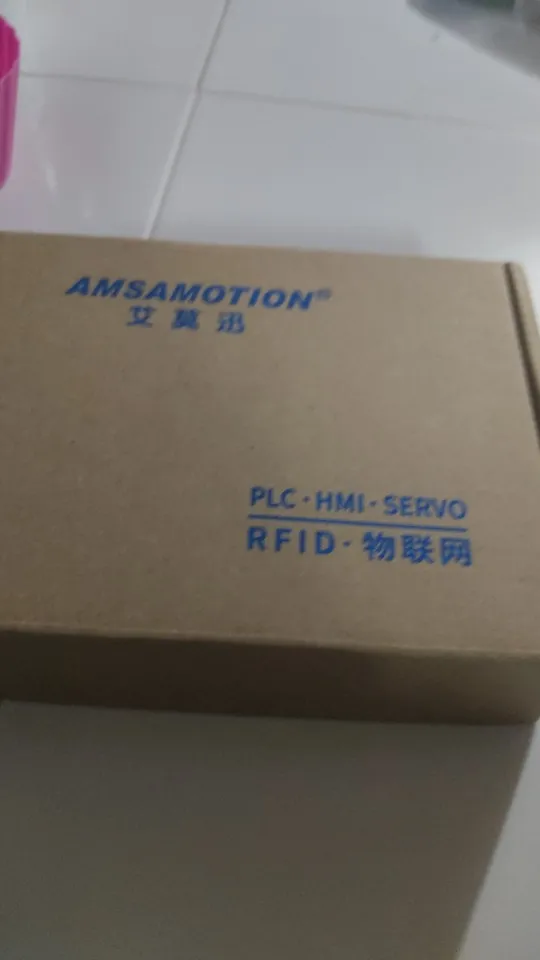 AMSAMOTION®
艾莫迅
PLC·HMI·SERVO
RFID·物联网